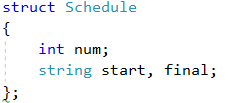 struct Schedule
{
int num;
string start, final;
};